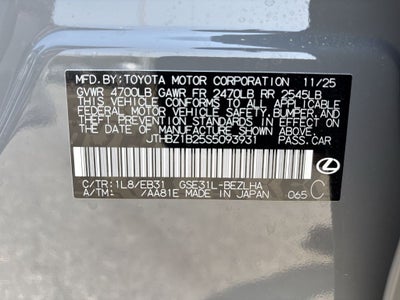 MFD. BY: TOYOTA MOTOR CORPORATION 11/25
GVWR 4700LB GAWR FR 2470LB RR 2545LB
THIS VEHICLE CONFORMS TO ALL APPLICABLE
FEDERAL MOTOR VEHICLE SAFETY, BUMPER, AND
THEFT PREVENTION STANDARDS IN EFFECT ON
THE DATE OF MANUFACTURE SHOWN ABOVE.
JTHBZ1B25S5093931 PASS.CAR
C/TR: 1L8/EB31 GSE31L-BEZLHA C
A/TM: /AA81E MADE IN JAPAN 065